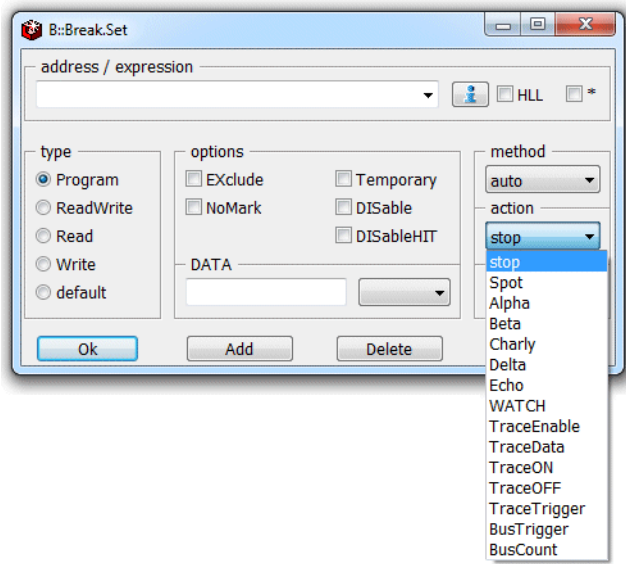 B::Break.Set
address / expression
HLL *
type options method
Program EXclude Temporary auto
ReadWrite NoMark DISable action
Read DISableHIT stop
Write DATA stop
default Spot
Alpha
Beta
Ok Add Delete Charly
Delta
Echo
WATCH
TraceEnable
TraceData
TraceON
TraceOFF
TraceTrigger
BusTrigger
BusCount